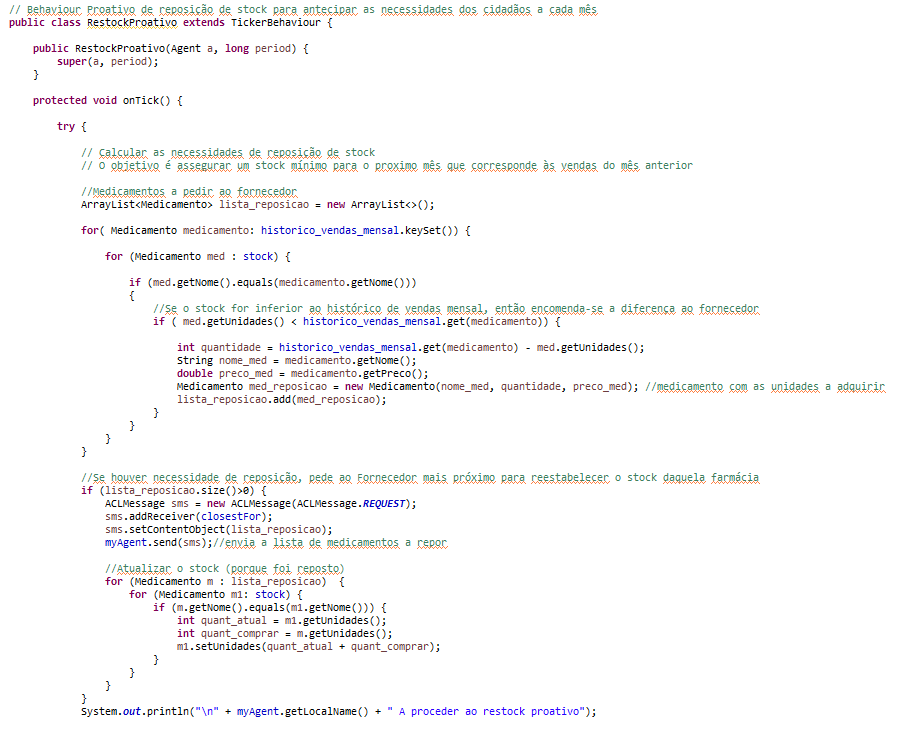 // Behaviour Proativo de reposição de stock para antecipar as necessidades dos cidadãos a cada mês
public class RestockProativo extends TickerBehaviour {
public RestockProativo(Agent a, long period) {
super(a, period);
}
protected void onTick() {
try {
// Calcular as necessidades de reposição de stock
// O objetivo é assegurar um stock mínimo para o proximo mês que corresponde às vendas do mês anterior
//Medicamentos a pedir ao fornecedor
ArrayList<Medicamento> lista_reposicao = new ArrayList<>();
for( Medicamento medicamento: historico_vendas_mensal.keySet()) {
for (Medicamento med : stock) {
if (med.getNome().equals(medicamento.getNome()))
{
//Se o stock for inferior ao histórico de vendas mensal, então encomenda-se a diferença ao fornecedor
if ( med.getUnidades() < historico_vendas_mensal.get(medicamento)) {
int quantidade = historico_vendas_mensal.get(medicamento) - med.getUnidades();
String nome_med = medicamento.getNome();
double preco_med = medicamento.getPreco();
Medicamento med_reposicao = new Medicamento(nome_med, quantidade, preco_med); //medicamento com as unidades a adquirir
lista_reposicao.add(med_reposicao);
}
}
}
}
//Se houver necessidade de reposição, pede ao Fornecedor mais próximo para reestabelecer o stock daquela farmácia
if (lista_reposicao.size()>0) {
ACLMessage sms = new ACLMessage(ACLMessage.REQUEST);
sms.addReceiver(closestFor);
sms.setContentObject(lista_reposicao);
myAgent.send(sms);//envia a lista de medicamentos a repor
//Atualizar o stock (porque foi reposto)
for (Medicamento m : lista_reposicao)  {
for (Medicamento m1: stock) {
if (m.getNome().equals(m1.getNome())) {
int quant_atual = m1.getUnidades();
int quant_comprar = m.getUnidades();
m1.setUnidades(quant_atual + quant_comprar);
}
}
}
}
System.out.println("\n" + myAgent.getLocalName() + " A proceder ao restock proativo");